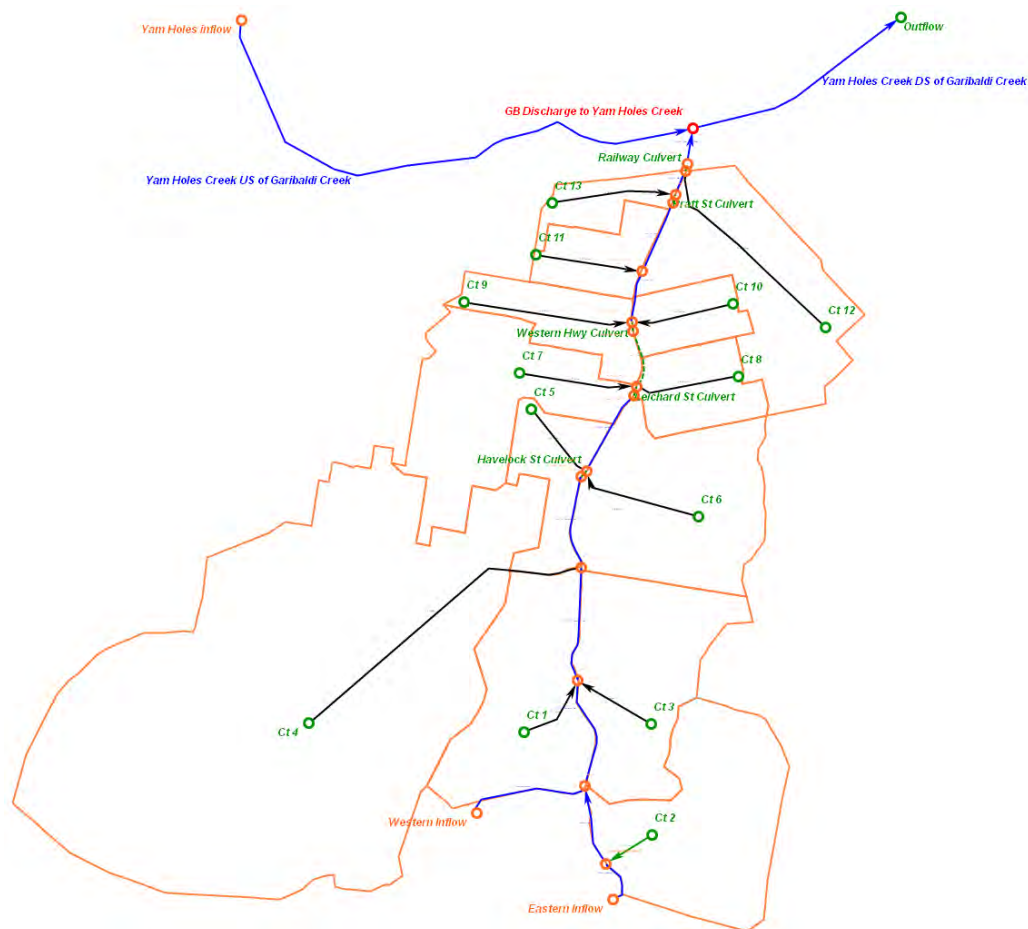 Yam Holes Inflow
Outflow
Yam Holes Creek DS of Garibaldi Creek
GB Discharge to Yam Holes Creek
Railway Culvert
Yam Holes Creek US of Garibaldi Creek
Ct 13
Pratt St Culvert
Ct 11
Ct 9
Ct 10
Ct 12
Western Hwy Culvert
Ct 7
Ct 8
Ct 5
Beichard St Culvert
Havelock St Culvert
Ct 6
Ct 4
Ct 1
Ct 3
Western Inflow
Ct 2
Eastern Inflow